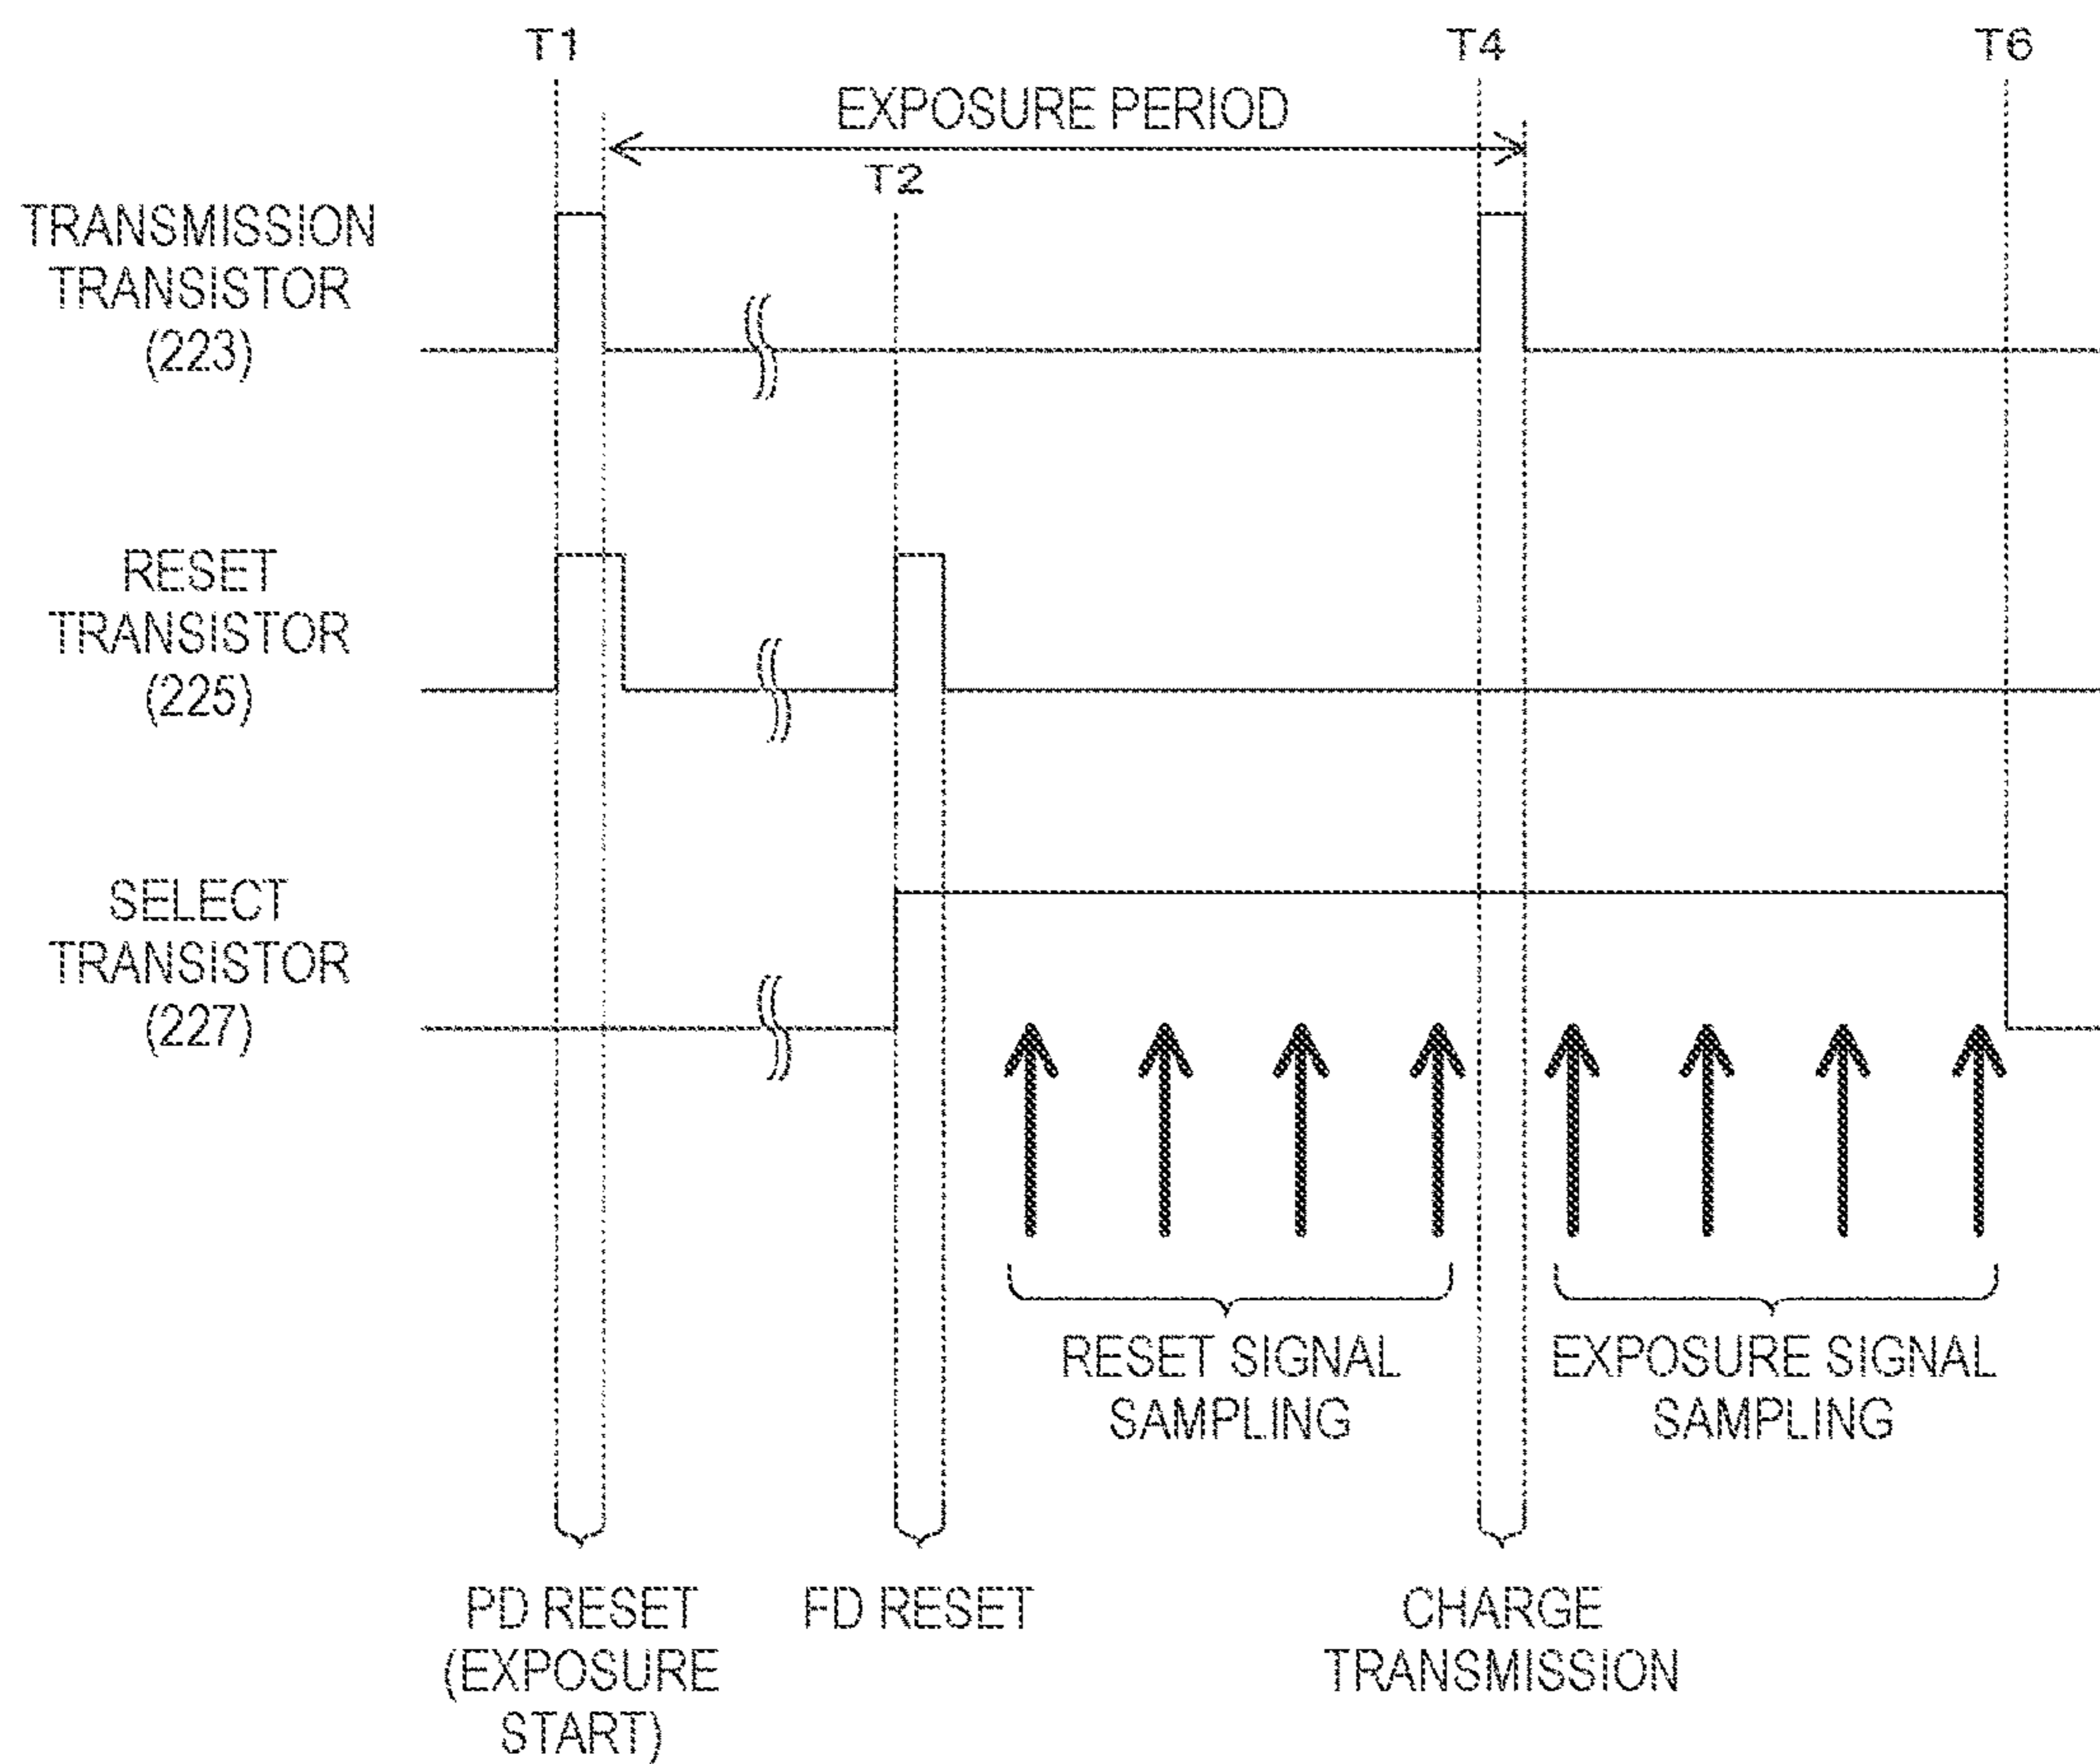 T1
T4
T6
EXPOSURE PERIOD
T2
TRANSMISSION
TRANSISTOR
(223)
RESET
TRANSISTOR
(225)
SELECT
TRANSISTOR
(227)
RESET SIGNAL
SAMPLING
EXPOSURE SIGNAL
SAMPLING
PD RESET
(EXPOSURE
START)
FD RESET
CHARGE
TRANSMISSION